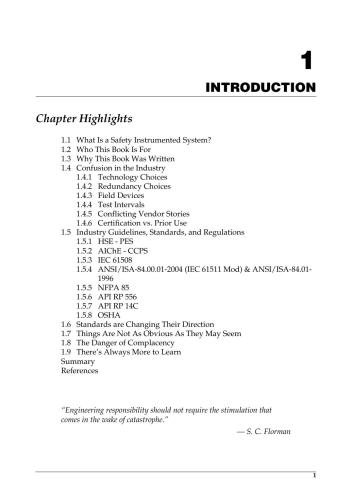 1
INTRODUCTION
Chapter Highlights
1.1 What Is a Safety Instrumented System?
1.2 Who This Book Is For
1.3 Why This Book Was Written
1.4 Confusion in the Industry
1.4.1 Technology Choices
1.4.2 Redundancy Choices
1.4.3 Field Devices
1.4.4 Test Intervals
1.4.5 Conflicting Vendor Stories
1.4.6 Certification vs. Prior Use
1.5 Industry Guidelines, Standards, and Regulations
1.5.1 HSE - PES
1.5.2 AIChE - CCPS
1.5.3 IEC 61508
1.5.4 ANSI/ISA-84.00.01-2004 (IEC 61511 Mod) & ANSI/ISA-84.01-
1996
1.5.5 NFPA 85
1.5.6 API RP 556
1.5.7 API RP 14C
1.5.8 OSHA
1.6 Standards are Changing Their Direction
1.7 Things Are Not As Obvious As They May Seem
1.8 The Danger of Complacency
1.9 There's Always More to Learn
Summary
References
"Engineering responsibility should not require the stimulation that
comes in the wake of catastrophe."
— S. C. Florman
1